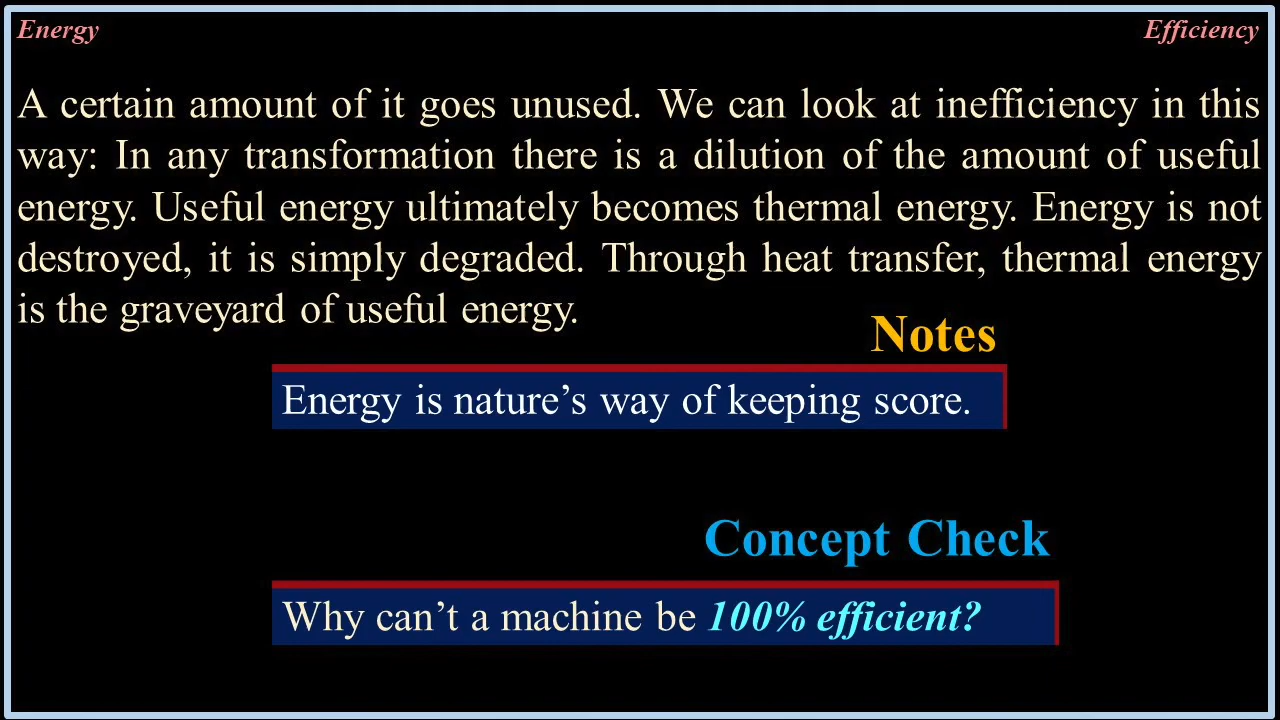 Energy
Efficiency
A certain amount of it goes unused. We can look at inefficiency in this
way: In any transformation there is a dilution of the amount of useful
energy. Useful energy ultimately becomes thermal energy. Energy is not
destroyed, it is simply degraded. Through heat transfer, thermal energy
is the graveyard of useful energy.
Notes
Energy is nature’s way of keeping score.
Concept Check
Why can’t a machine be 100% efficient?